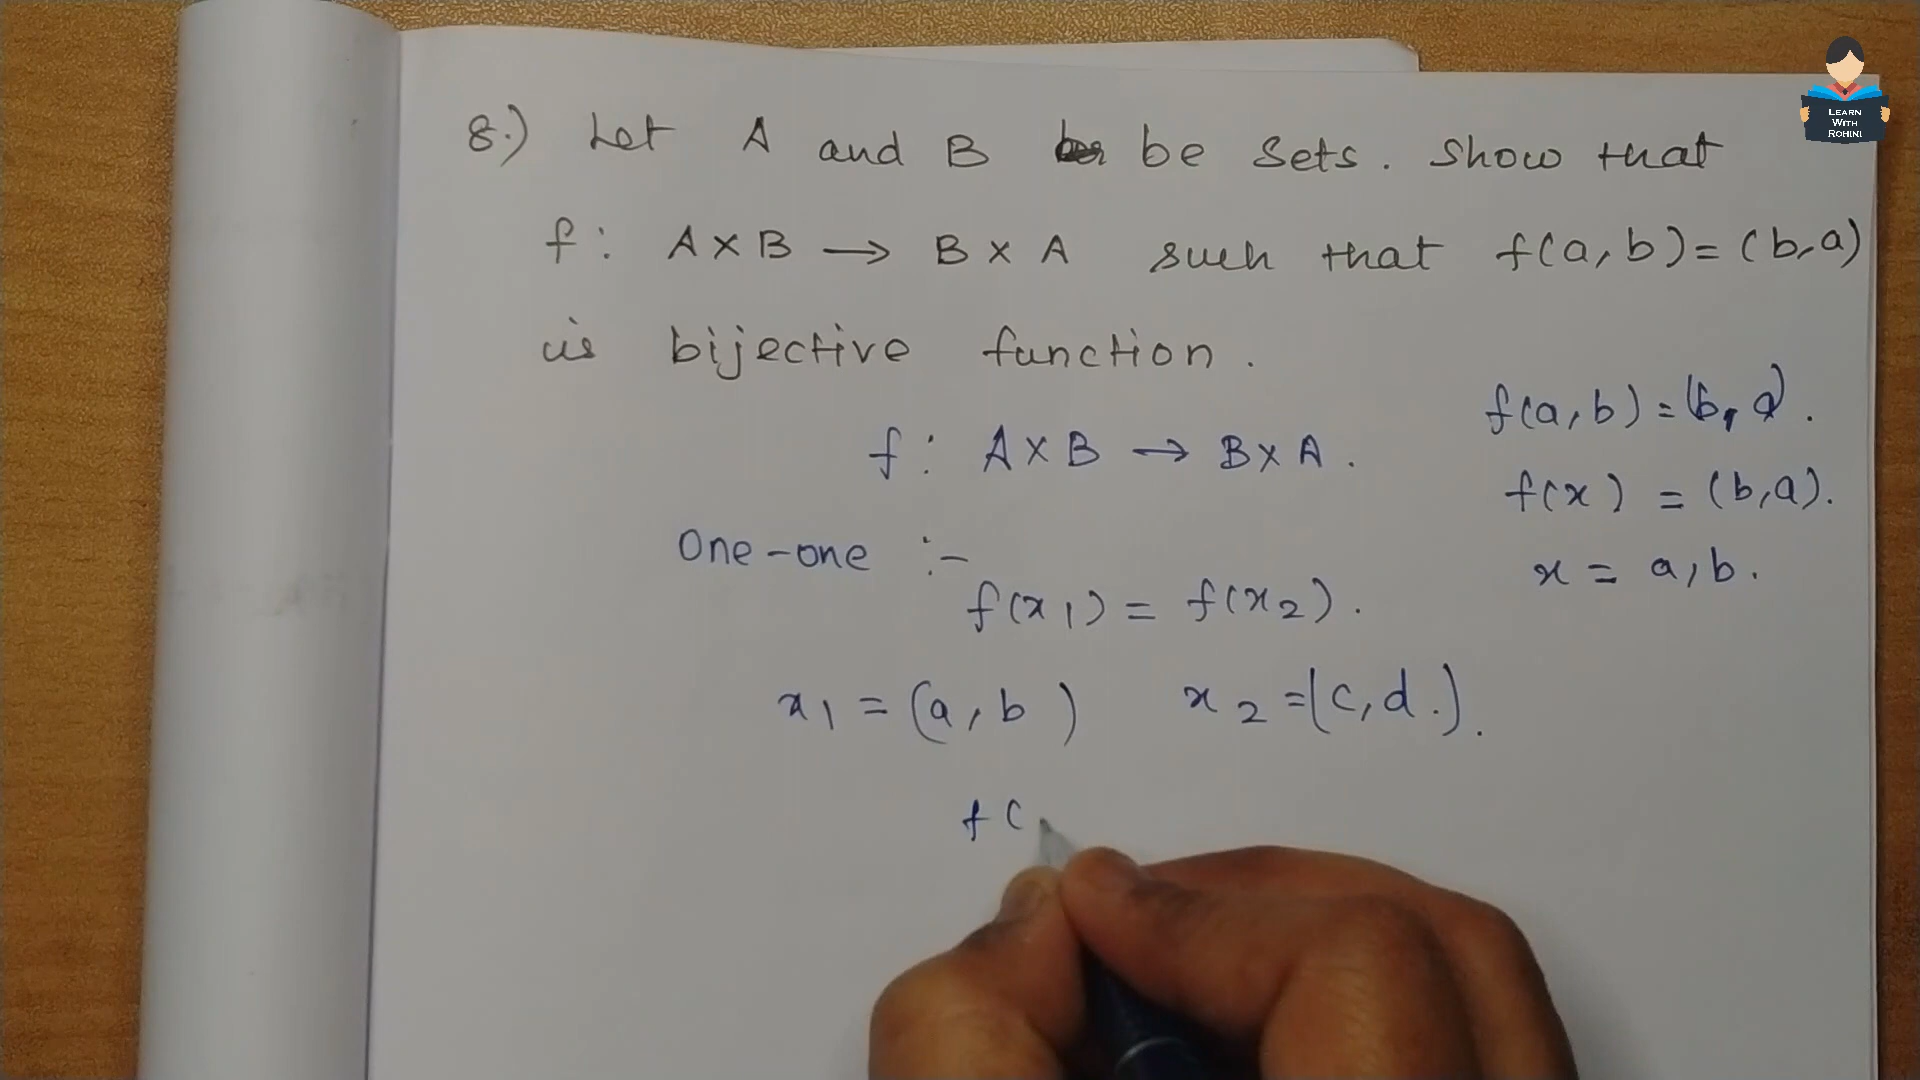 8.) Let A and B be sets. Show that
f : A × B → B × A such that f(a, b) = (b, a)
is bijective function.
f(a, b) = (b, a).
f : A × B → B × A.
f(x) = (b, a).
One-one :-
x = a, b.
f(x1) = f(x2).
x1 = (a, b) x2 = (c, d.).
f(
LEARN
WITH
ROHINI